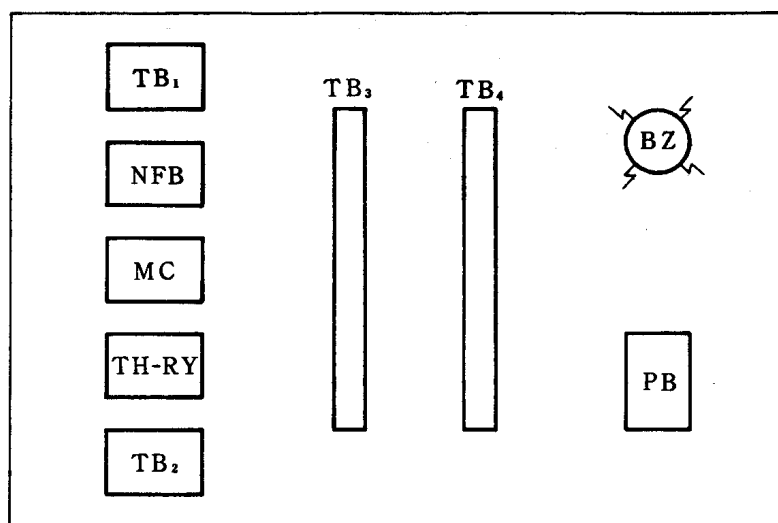 TB₁
NFB
MC
TH-RY
TB₂
TB₃
TB₄
BZ
PB